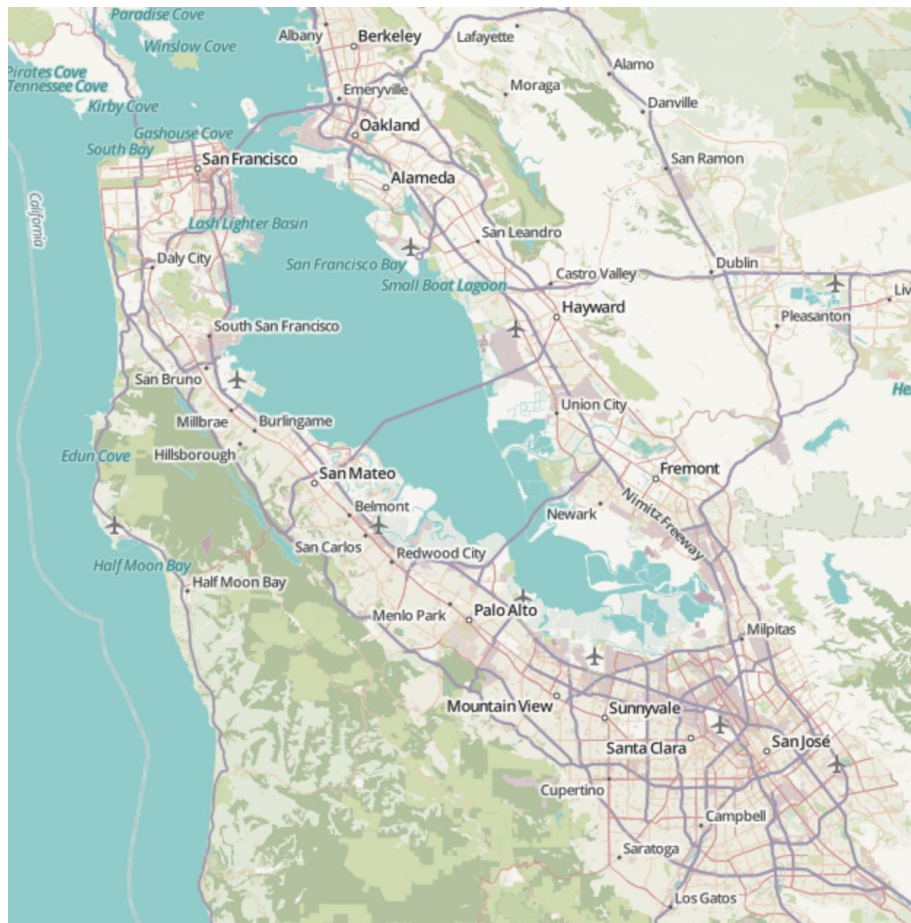 Paradise Cove
Albany
Berkeley
Lafayette
Winslow Cove
Alamo
Pirates Cove
Tennessee Cove
Emeryville
Moraga
Kirby Cove
Danville
Gashouse Cove
Oakland
South Bay
San Francisco
San Ramon
Alameda
California
Lash Lighter Basin
San Leandro
Daly City
San Francisco Bay
Dublin
Castro Valley
Small Boat Lagoon
Liv
Hayward
Pleasanton
South San Francisco
San Bruno
He
Union City
Millbrae
Burlingame
Edun Cove
Hillsborough
San Mateo
Fremont
Belmont
Newark
Nimitz Freeway
San Carlos
Redwood City
Half Moon Bay
Half Moon Bay
Menlo Park
Palo Alto
Milpitas
Mountain View
Sunnyvale
Santa Clara
San José
Cupertino
Campbell
Saratoga
Los Gatos